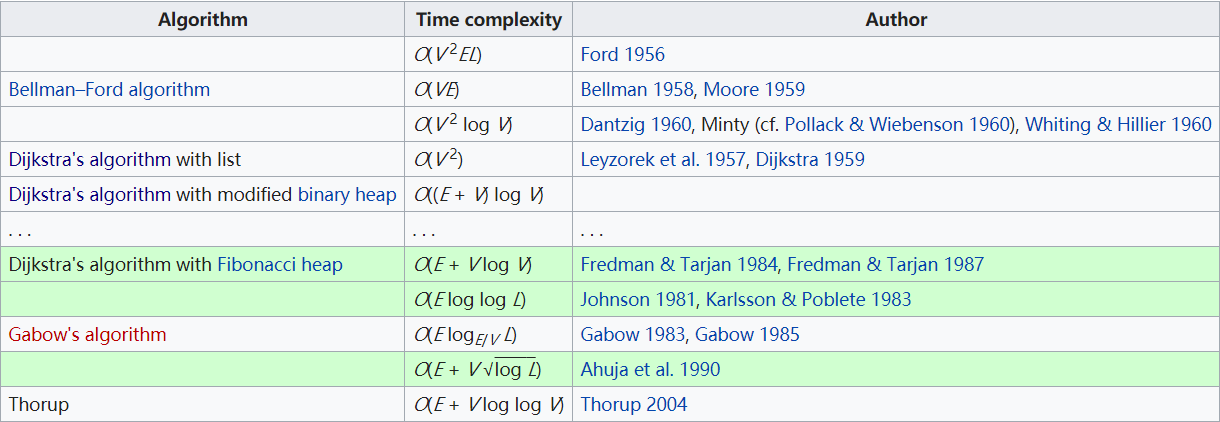 Algorithm Time complexity Author
O(V²EL) Ford 1956
Bellman–Ford algorithm O(VE) Bellman 1958, Moore 1959
O(V² log V) Dantzig 1960, Minty (cf. Pollack & Wiebenson 1960), Whiting & Hillier 1960
Dijkstra's algorithm with list O(V²) Leyzorek et al. 1957, Dijkstra 1959
Dijkstra's algorithm with modified binary heap O((E + V) log V)
. . . . . . . . .
Dijkstra's algorithm with Fibonacci heap O(E + V log V) Fredman & Tarjan 1984, Fredman & Tarjan 1987
O(E log log L) Johnson 1981, Karlsson & Poblete 1983
Gabow's algorithm O(E log_{E/V} L) Gabow 1983, Gabow 1985
O(E + V√log L) Ahuja et al. 1990
Thorup O(E + V log log V) Thorup 2004